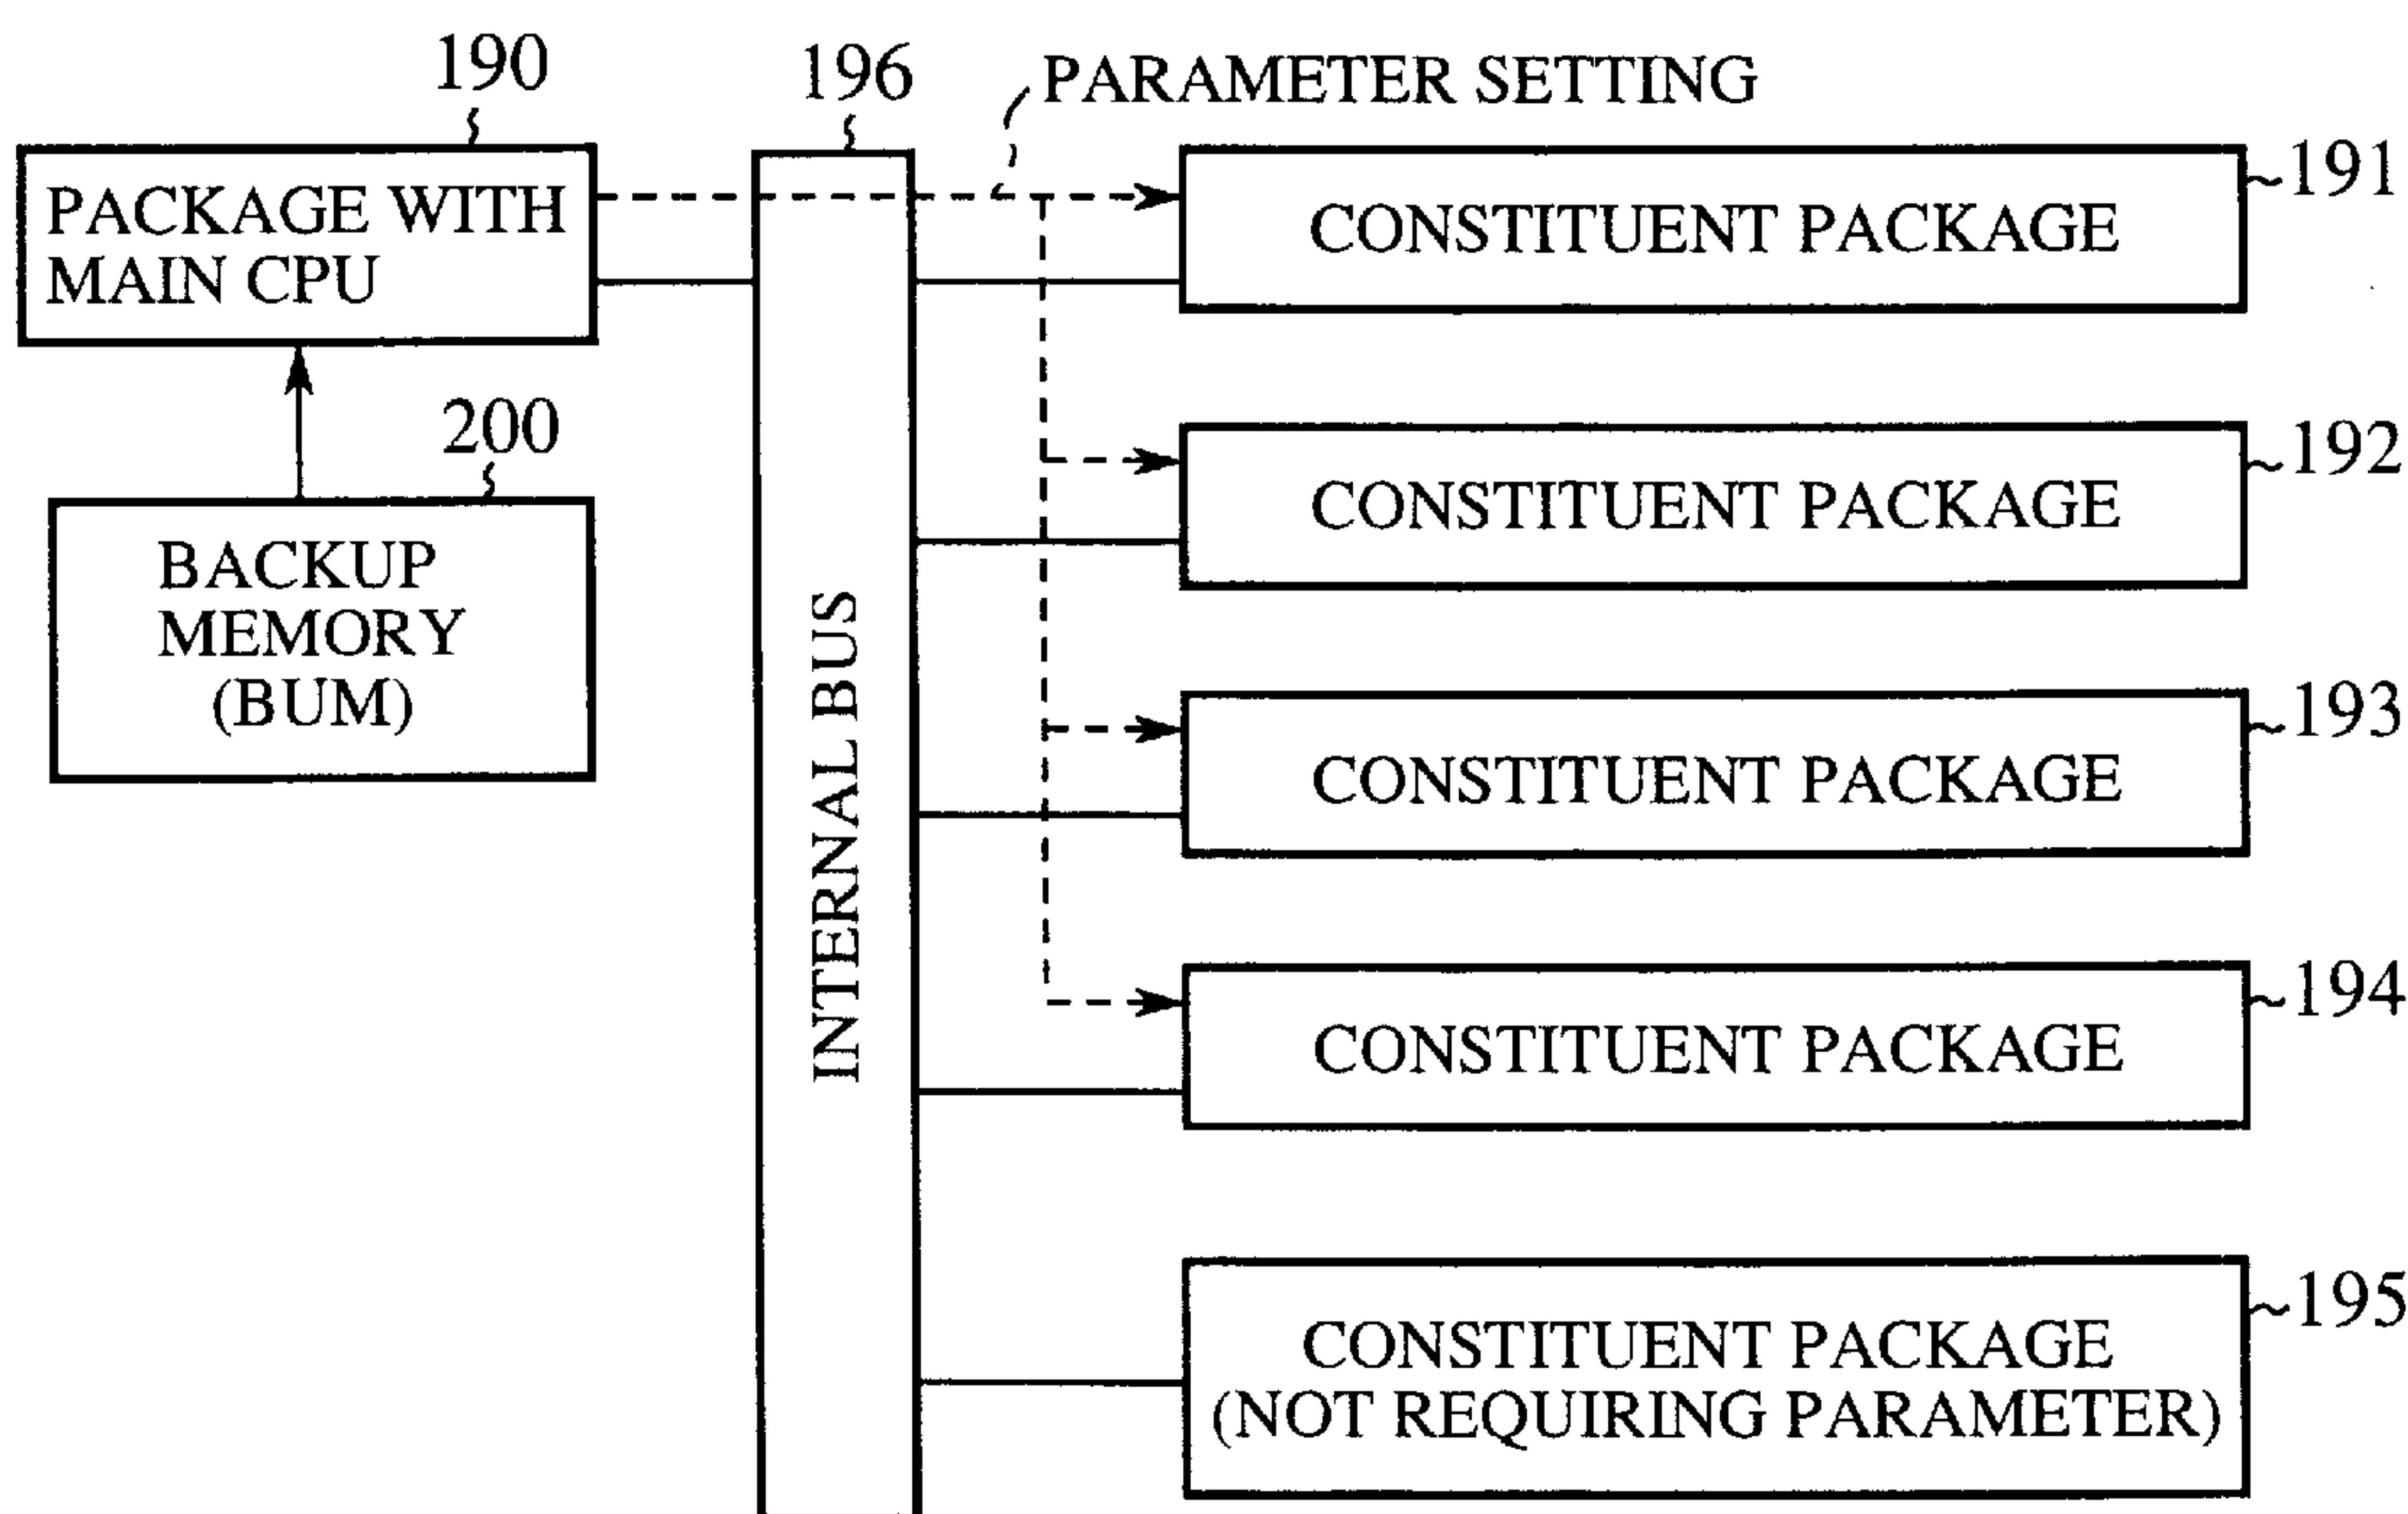 190
196
PARAMETER SETTING
PACKAGE WITH
MAIN CPU
CONSTITUENT PACKAGE
191
200
BACKUP
MEMORY
(BUM)
INTERNAL BUS
CONSTITUENT PACKAGE
192
CONSTITUENT PACKAGE
193
CONSTITUENT PACKAGE
194
CONSTITUENT PACKAGE
(NOT REQUIRING PARAMETER)
195